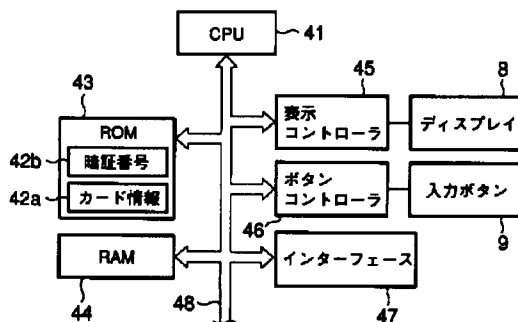 CPU
41
43
ROM
42b
暗証番号
42a
カード情報
45
表示
コントローラ
8
ディスプレイ
ボタン
コントローラ
46
入力ボタン
9
RAM
44
48
インターフェース
47